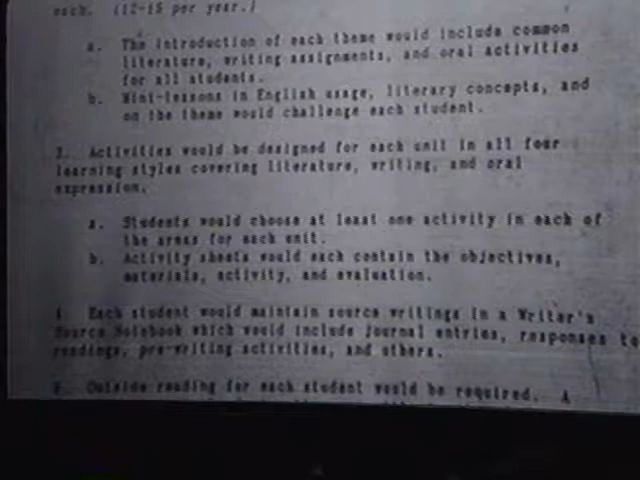 each. (12-15 per year.)
a. The introduction of each theme would include common
literature, writing assignments, and oral activities
for all students.
b. Mini-lessons in English usage, literary concepts, and
on the theme would challenge each student.
3. Activities would be designed for each unit in all four
learning styles covering literature, writing, and oral
expression.
a. Students would choose at least one activity in each of
the areas for each unit.
b. Activity sheets would each contain the objectives,
materials, activity, and evaluation.
4. Each student would maintain source writings in a Writer's
Source Notebook which would include journal entries, responses to
readings, pre-writing activities, and others.
5. Outside reading for each student would be required. A